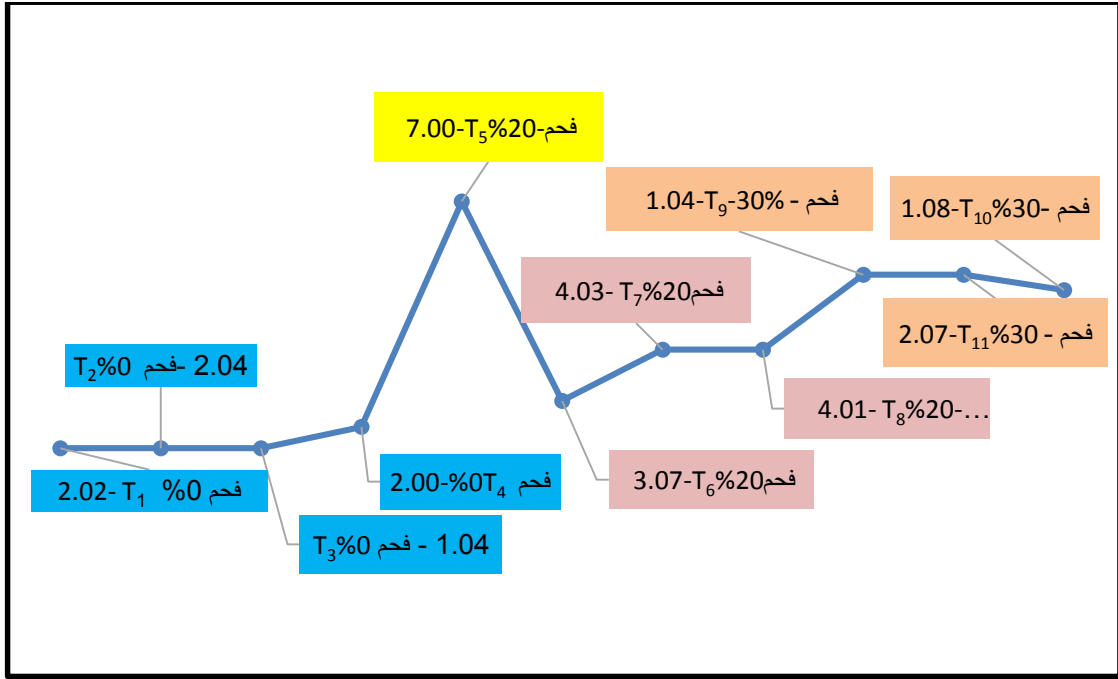 7.00-T5%20-فحم
1.04-T9-30% - فحم
1.08-T10%30- فحم
4.03- T7%20فحم
2.07-T11%30 - فحم
T2%0 فحم- 2.04
4.01- T8%20-...
2.02- T1 %0 فحم
2.00-%0T4 فحم
3.07-T6%20فحم
T3%0 فحم - 1.04